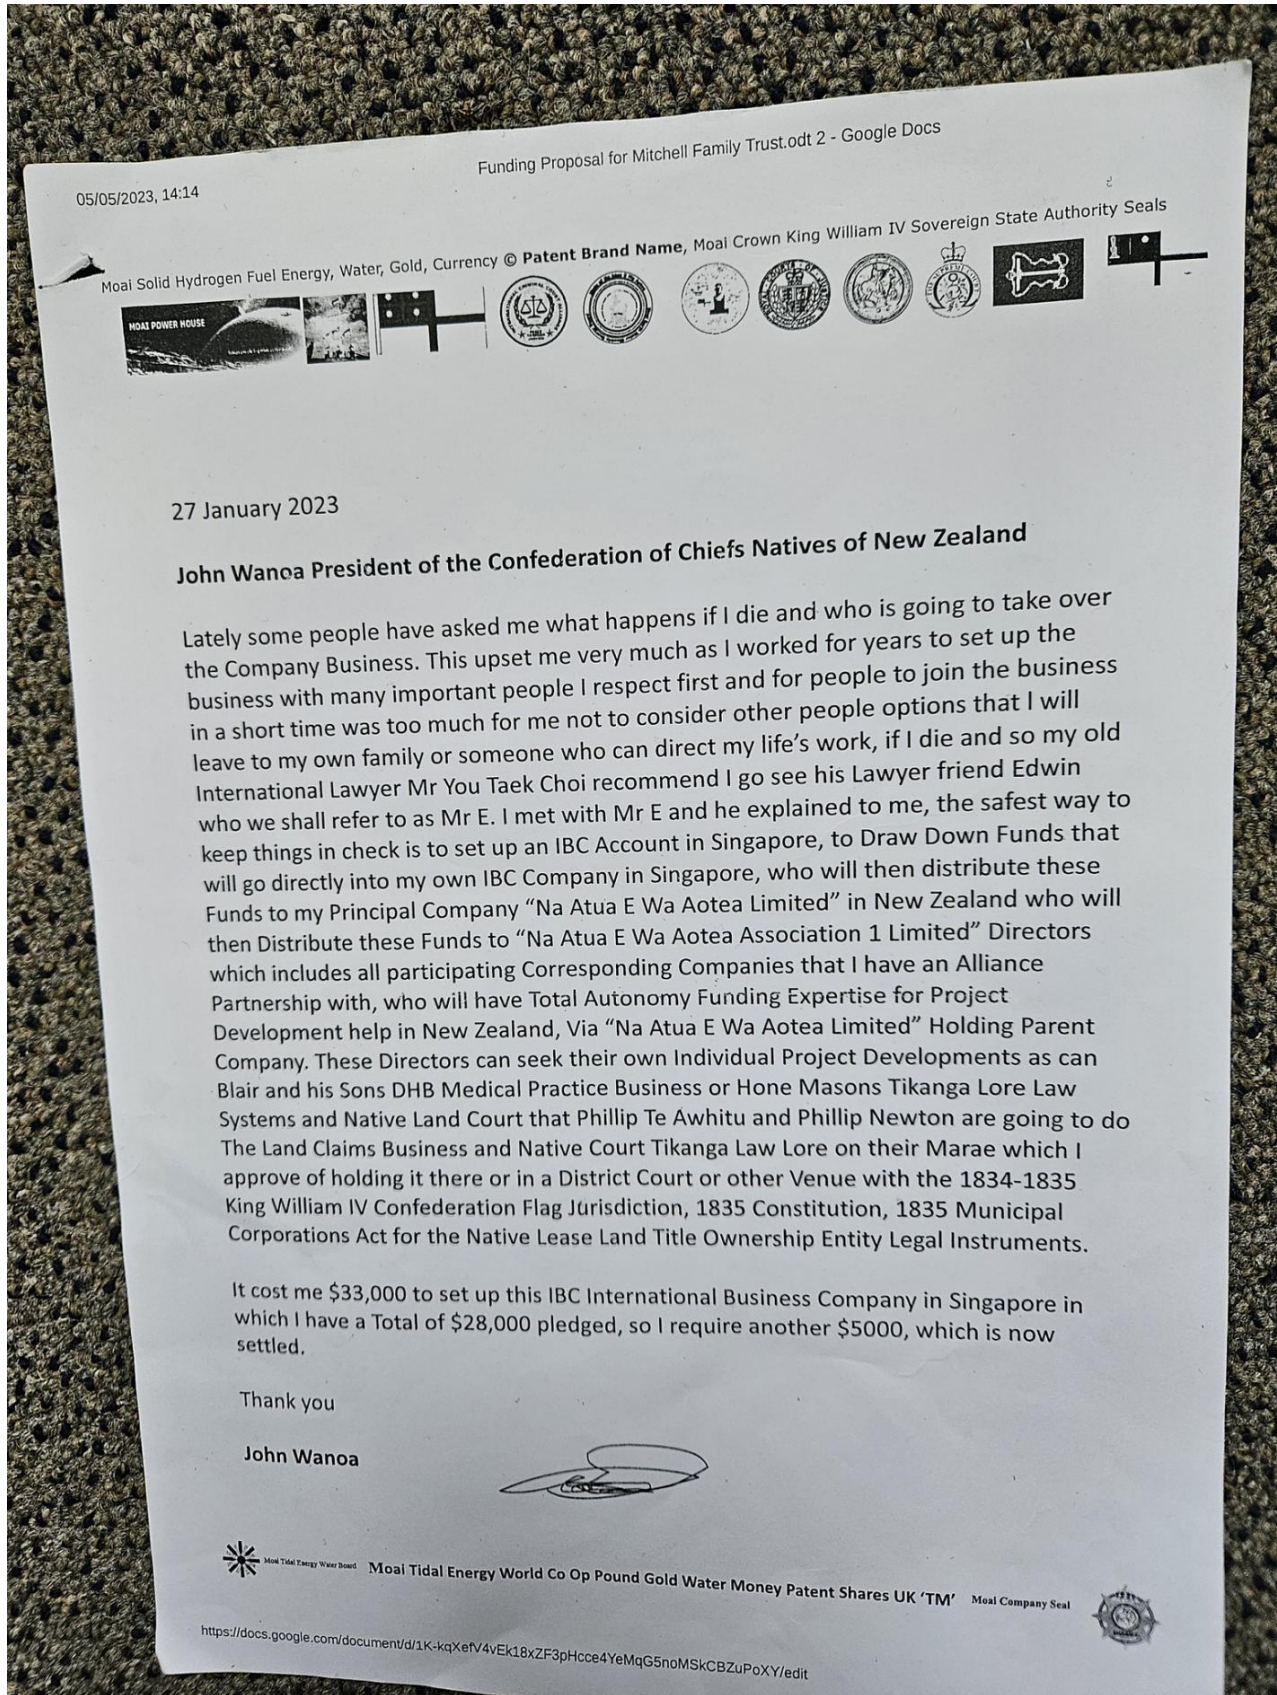 05/05/2023, 14:14
Funding Proposal for Mitchell Family Trust.odt 2 - Google Docs
Moai Solid Hydrogen Fuel Energy, Water, Gold, Currency © Patent Brand Name, Moai Crown King William IV Sovereign State Authority Seals
MOAI POWER HOUSE
27 January 2023
John Wanoa President of the Confederation of Chiefs Natives of New Zealand
Lately some people have asked me what happens if I die and who is going to take over
the Company Business. This upset me very much as I worked for years to set up the
business with many important people I respect first and for people to join the business
in a short time was too much for me not to consider other people options that I will
leave to my own family or someone who can direct my life's work, if I die and so my old
International Lawyer Mr You Taek Choi recommend I go see his Lawyer friend Edwin
who we shall refer to as Mr E. I met with Mr E and he explained to me, the safest way to
keep things in check is to set up an IBC Account in Singapore, to Draw Down Funds that
will go directly into my own IBC Company in Singapore, who will then distribute these
Funds to my Principal Company "Na Atua E Wa Aotea Limited" in New Zealand who will
then Distribute these Funds to "Na Atua E Wa Aotea Association 1 Limited" Directors
which includes all participating Corresponding Companies that I have an Alliance
Partnership with, who will have Total Autonomy Funding Expertise for Project
Development help in New Zealand, Via "Na Atua E Wa Aotea Limited" Holding Parent
Company. These Directors can seek their own Individual Project Developments as can
Blair and his Sons DHB Medical Practice Business or Hone Masons Tikanga Lore Law
Systems and Native Land Court that Phillip Te Awhitu and Phillip Newton are going to do
The Land Claims Business and Native Court Tikanga Law Lore on their Marae which I
approve of holding it there or in a District Court or other Venue with the 1834-1835
King William IV Confederation Flag Jurisdiction, 1835 Constitution, 1835 Municipal
Corporations Act for the Native Lease Land Title Ownership Entity Legal Instruments.
It cost me $33,000 to set up this IBC International Business Company in Singapore in
which I have a Total of $28,000 pledged, so I require another $5000, which is now
settled.
Thank you
John Wanoa
Moai Tidal Energy Water Board Moai Tidal Energy World Co Op Pound Gold Water Money Patent Shares UK 'TM' Moai Company Seal
https://docs.google.com/document/d/1K-kqXefV4vEk18xZF3pHcce4YeMqG5noMSkCBZuPoXY/edit